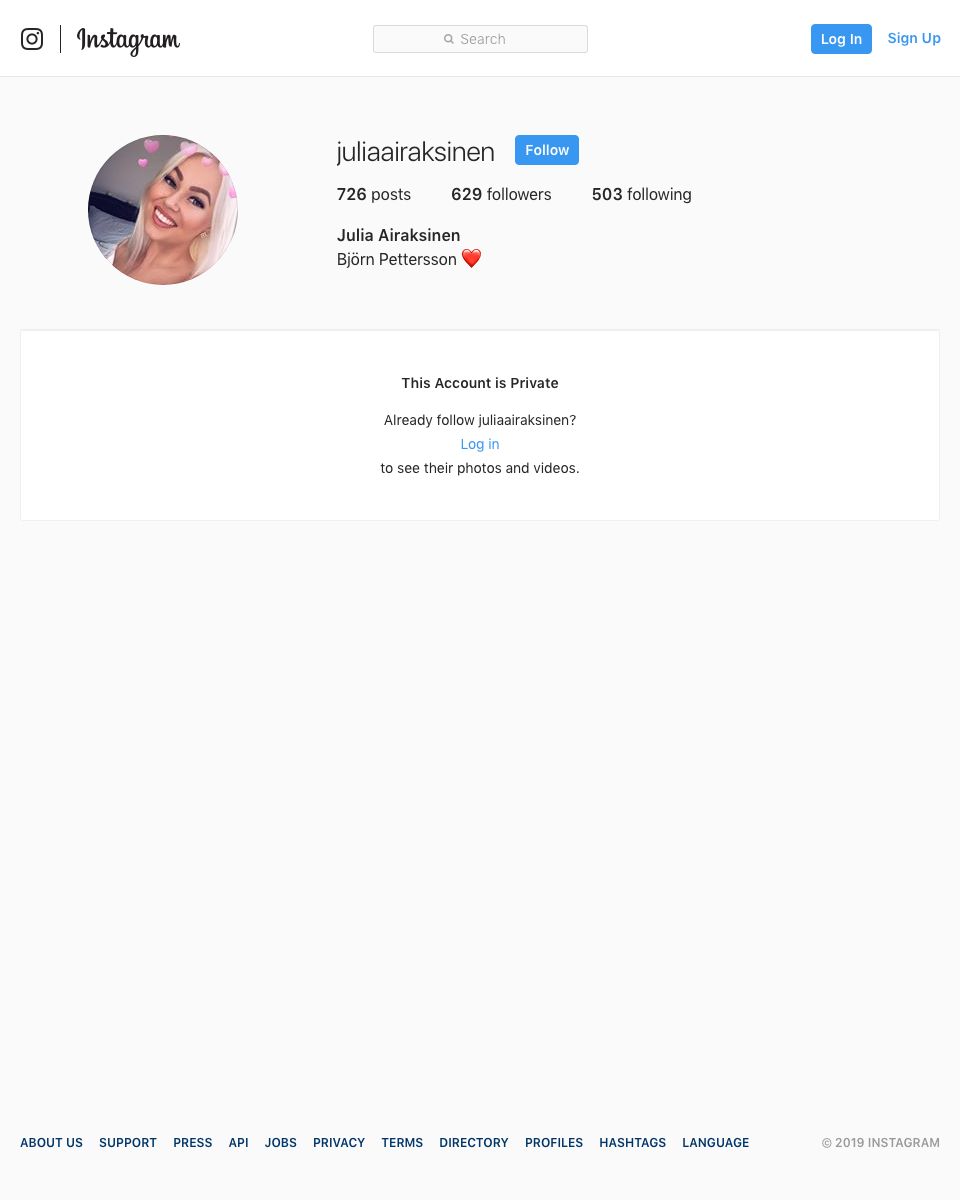 Instagram
Search
Log In
Sign Up
juliaairaksinen
Follow
726 posts 629 followers 503 following
Julia Airaksinen
Björn Pettersson ❤️
This Account is Private
Already follow juliaairaksinen?
Log in
to see their photos and videos.
ABOUT US SUPPORT PRESS API JOBS PRIVACY TERMS DIRECTORY PROFILES HASHTAGS LANGUAGE © 2019 INSTAGRAM